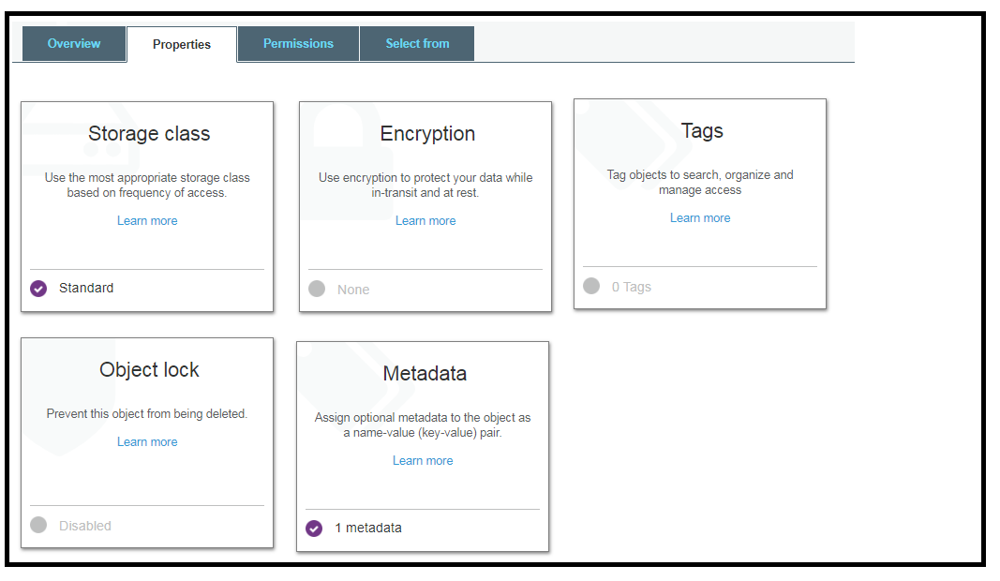 Overview
Properties
Permissions
Select from
Storage class
Use the most appropriate storage class
based on frequency of access.
Learn more
Standard
Encryption
Use encryption to protect your data while
in-transit and at rest.
Learn more
None
Tags
Tag objects to search, organize and
manage access
Learn more
0 Tags
Object lock
Prevent this object from being deleted.
Learn more
Disabled
Metadata
Assign optional metadata to the object as
a name-value (key-value) pair.
Learn more
1 metadata